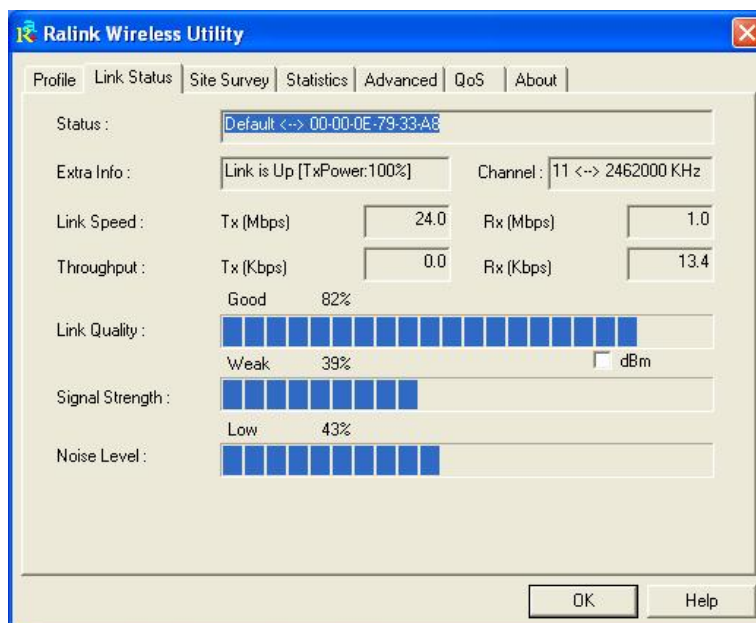 Ralink Wireless Utility
Profile Link Status Site Survey Statistics Advanced QoS About
Status : Default <--> 00-00-0E-79-33-A8
Extra Info : Link is Up [TxPower:100%] Channel : 11 <--> 2462000 KHz
Link Speed : Tx (Mbps) 24.0 Rx (Mbps) 1.0
Throughput : Tx (Kbps) 0.0 Rx (Kbps) 13.4
Good 82%
Link Quality :
Weak 39% dBm
Signal Strength :
Low 43%
Noise Level :
OK Help